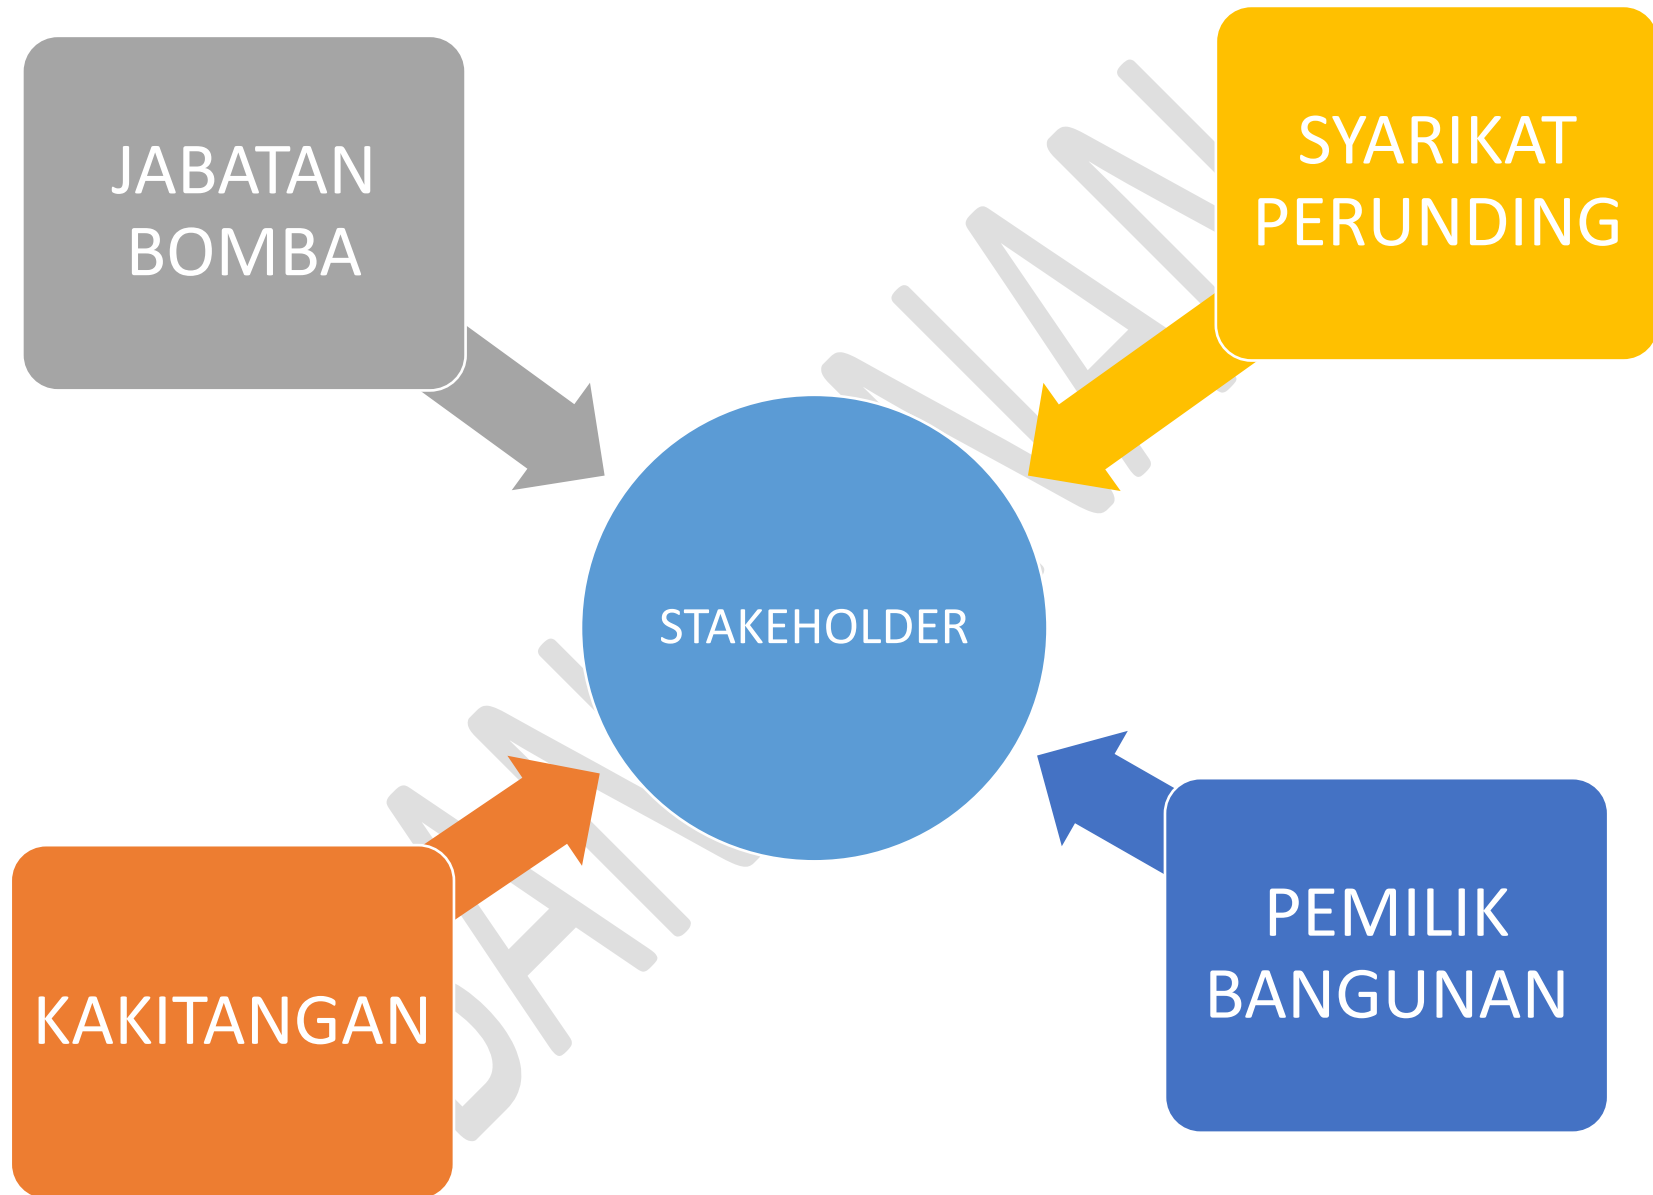 JABATAN
BOMBA
SYARIKAT
PERUNDING
STAKEHOLDER
KAKITANGAN
PEMILIK
BANGUNAN